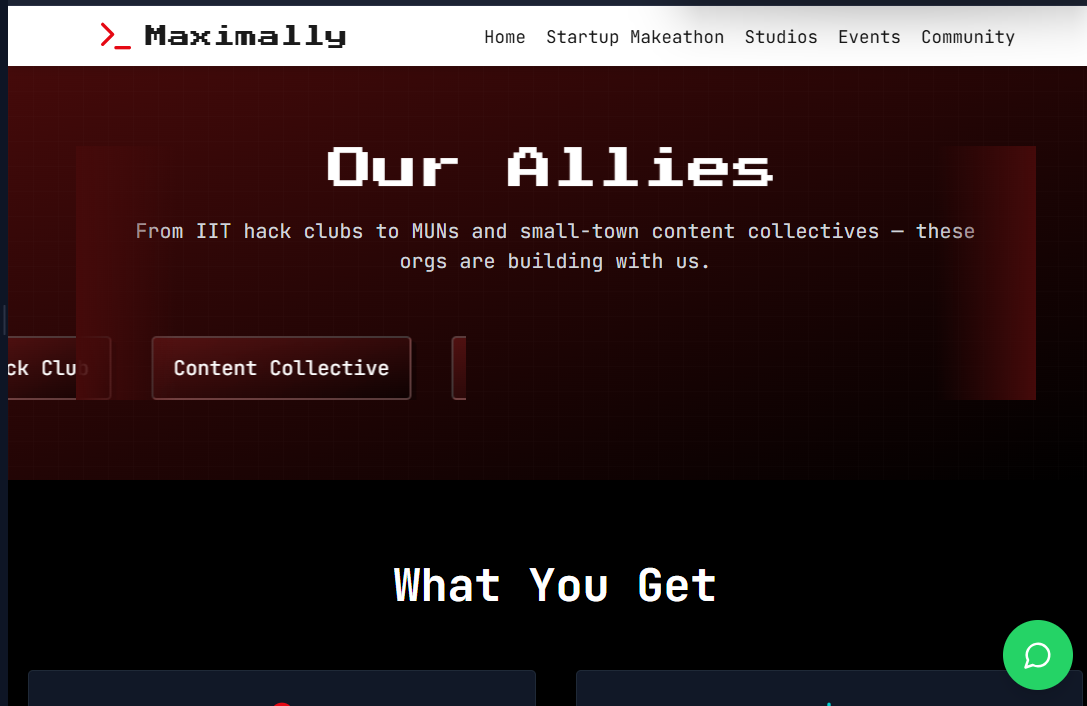 >_ Maximally
Home Startup Makeathon Studios Events Community
Our Allies
From IIT hack clubs to MUNs and small-town content collectives — these
orgs are building with us.
ck Club Content Collective
What You Get